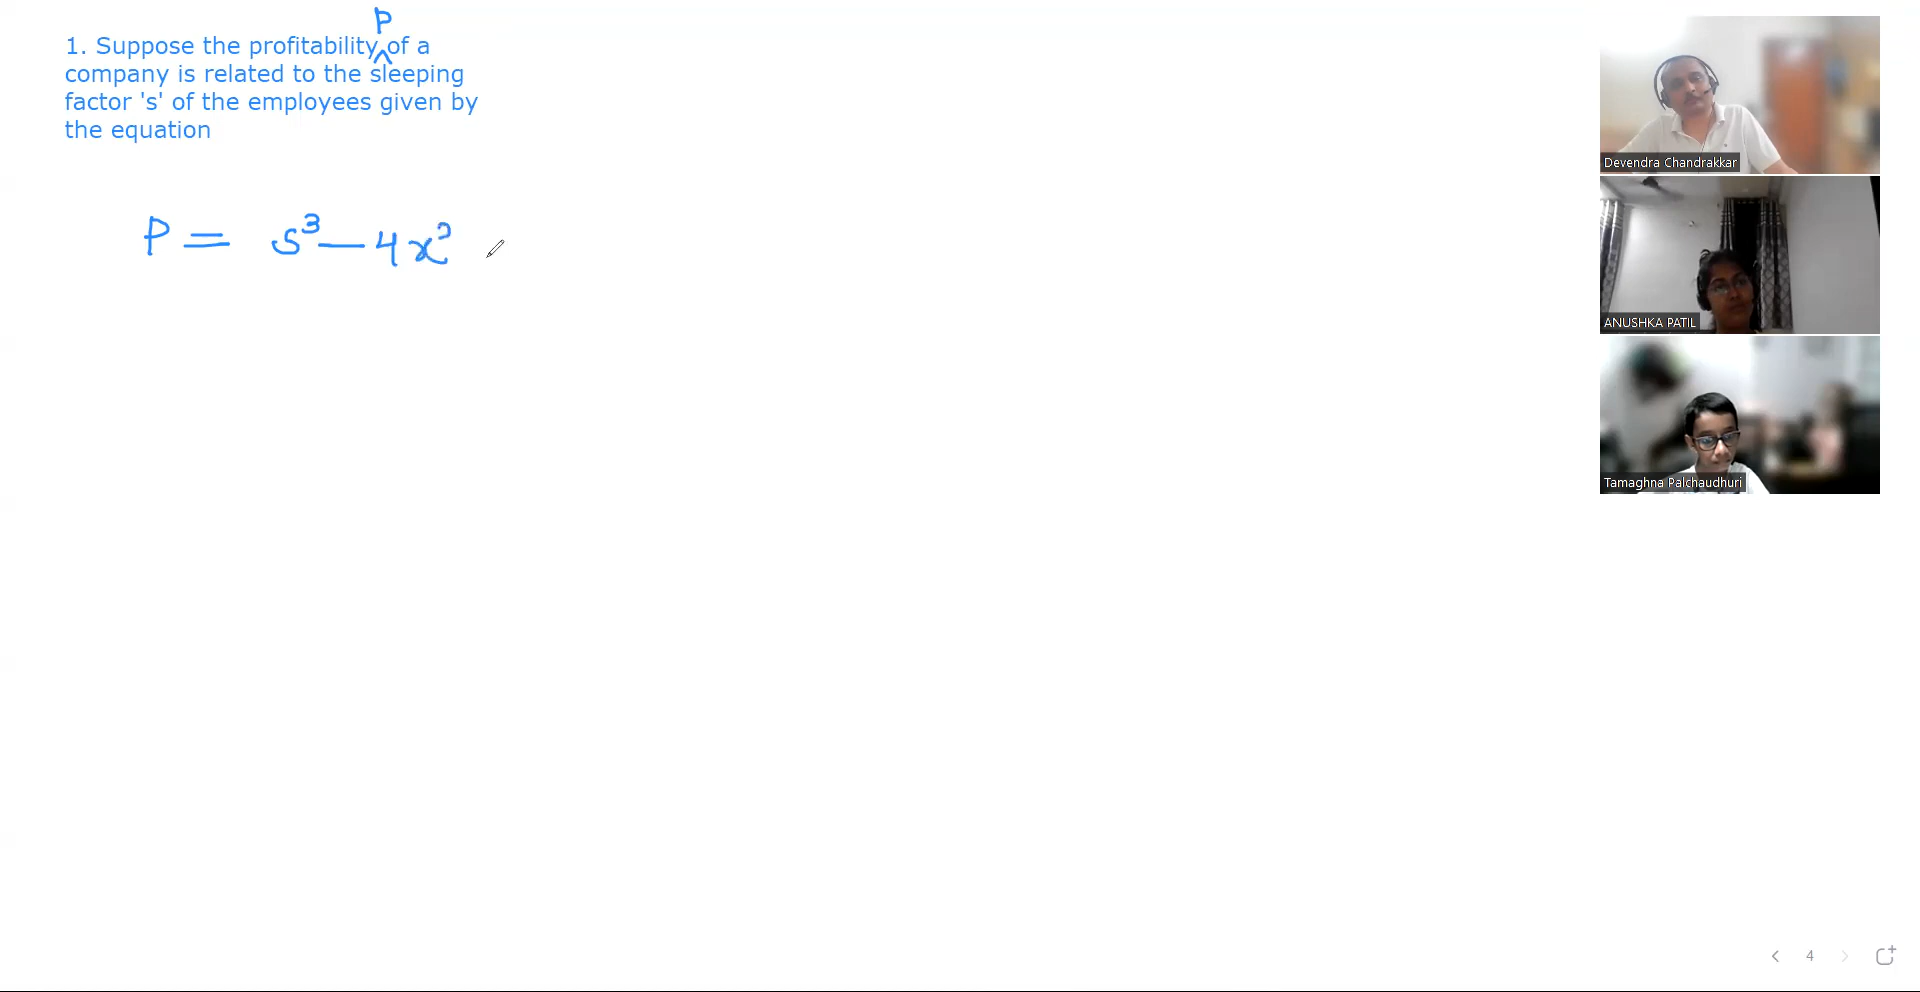 P
1. Suppose the profitability of a
company is related to the sleeping
factor 's' of the employees given by
the equation
P = s³ — 4x²
Devendra Chandrakkar
ANUSHKA PATIL
Tamaghna Palchaudhuri
4